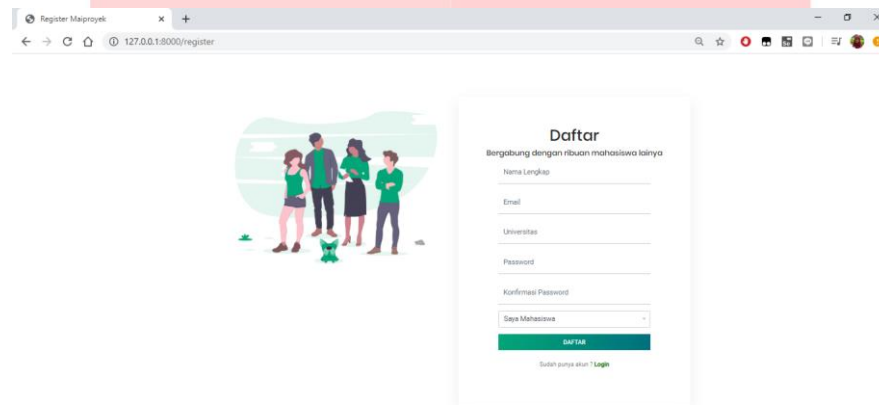 Register Maiproyek
127.0.0.1:8000/register
Daftar
Bergabung dengan ribuan mahasiswa lainya
Nama Lengkap
Email
Universitas
Password
Konfirmasi Password
Saya Mahasiswa
DAFTAR
Sudah punya akun ? Login